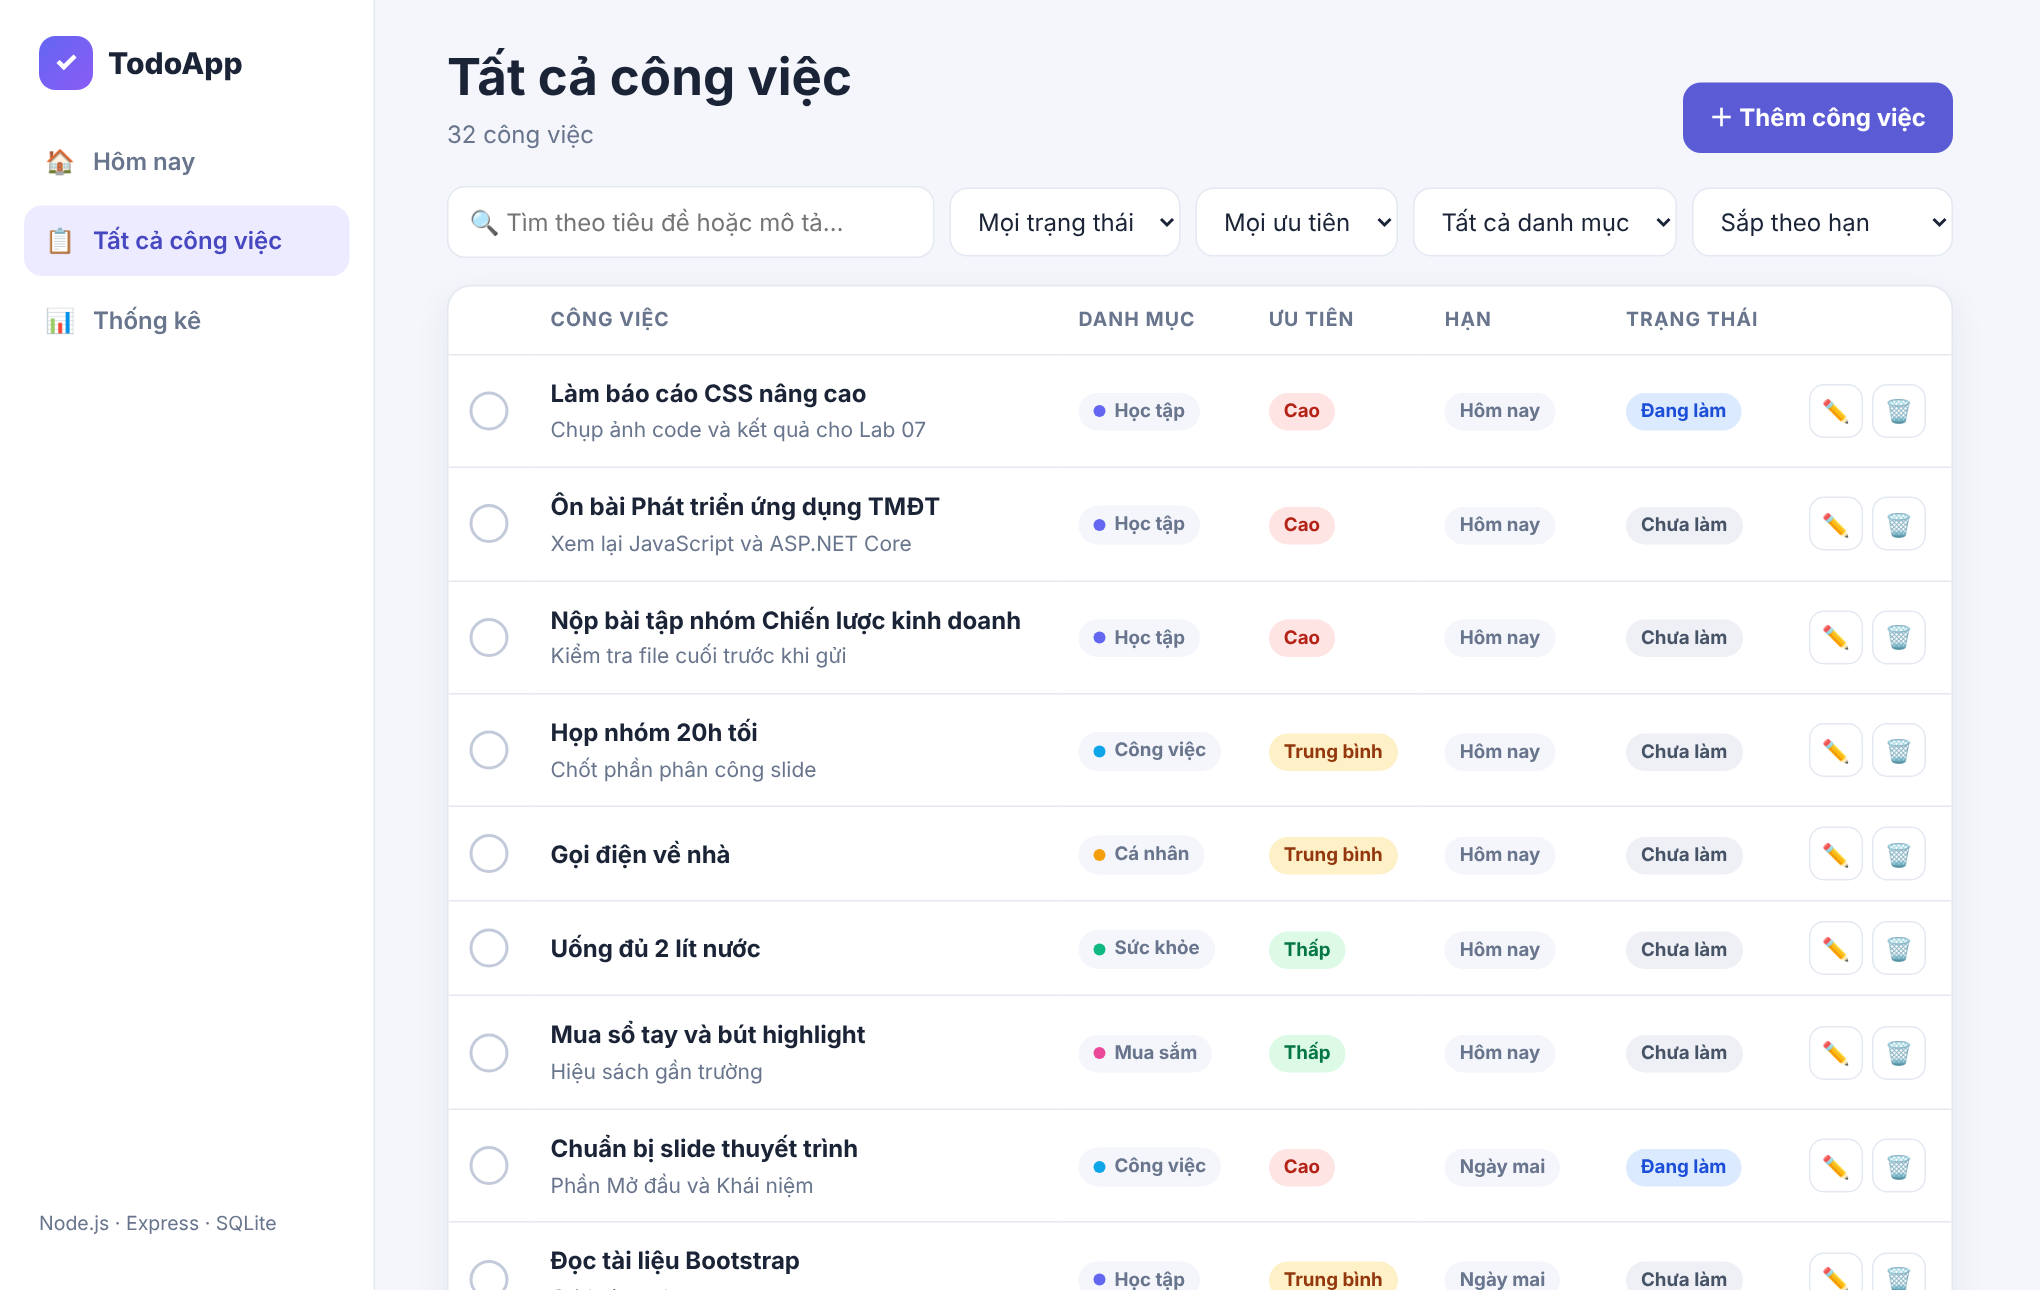 TodoApp
Hôm nay
Tất cả công việc
Thống kê
Node.js · Express · SQLite
Tất cả công việc
32 công việc
+ Thêm công việc
Tìm theo tiêu đề hoặc mô tả...
Mọi trạng thái
Mọi ưu tiên
Tất cả danh mục
Sắp theo hạn
CÔNG VIỆC DANH MỤC ƯU TIÊN HẠN TRẠNG THÁI
Làm báo cáo CSS nâng cao
Chụp ảnh code và kết quả cho Lab 07
Học tập Cao Hôm nay Đang làm
Ôn bài Phát triển ứng dụng TMĐT
Xem lại JavaScript và ASP.NET Core
Học tập Cao Hôm nay Chưa làm
Nộp bài tập nhóm Chiến lược kinh doanh
Kiểm tra file cuối trước khi gửi
Học tập Cao Hôm nay Chưa làm
Họp nhóm 20h tối
Chốt phần phân công slide
Công việc Trung bình Hôm nay Chưa làm
Gọi điện về nhà
Cá nhân Trung bình Hôm nay Chưa làm
Uống đủ 2 lít nước
Sức khỏe Thấp Hôm nay Chưa làm
Mua sổ tay và bút highlight
Hiệu sách gần trường
Mua sắm Thấp Hôm nay Chưa làm
Chuẩn bị slide thuyết trình
Phần Mở đầu và Khái niệm
Công việc Cao Ngày mai Đang làm
Đọc tài liệu Bootstrap
Học tập Trung bình Ngày mai Chưa làm